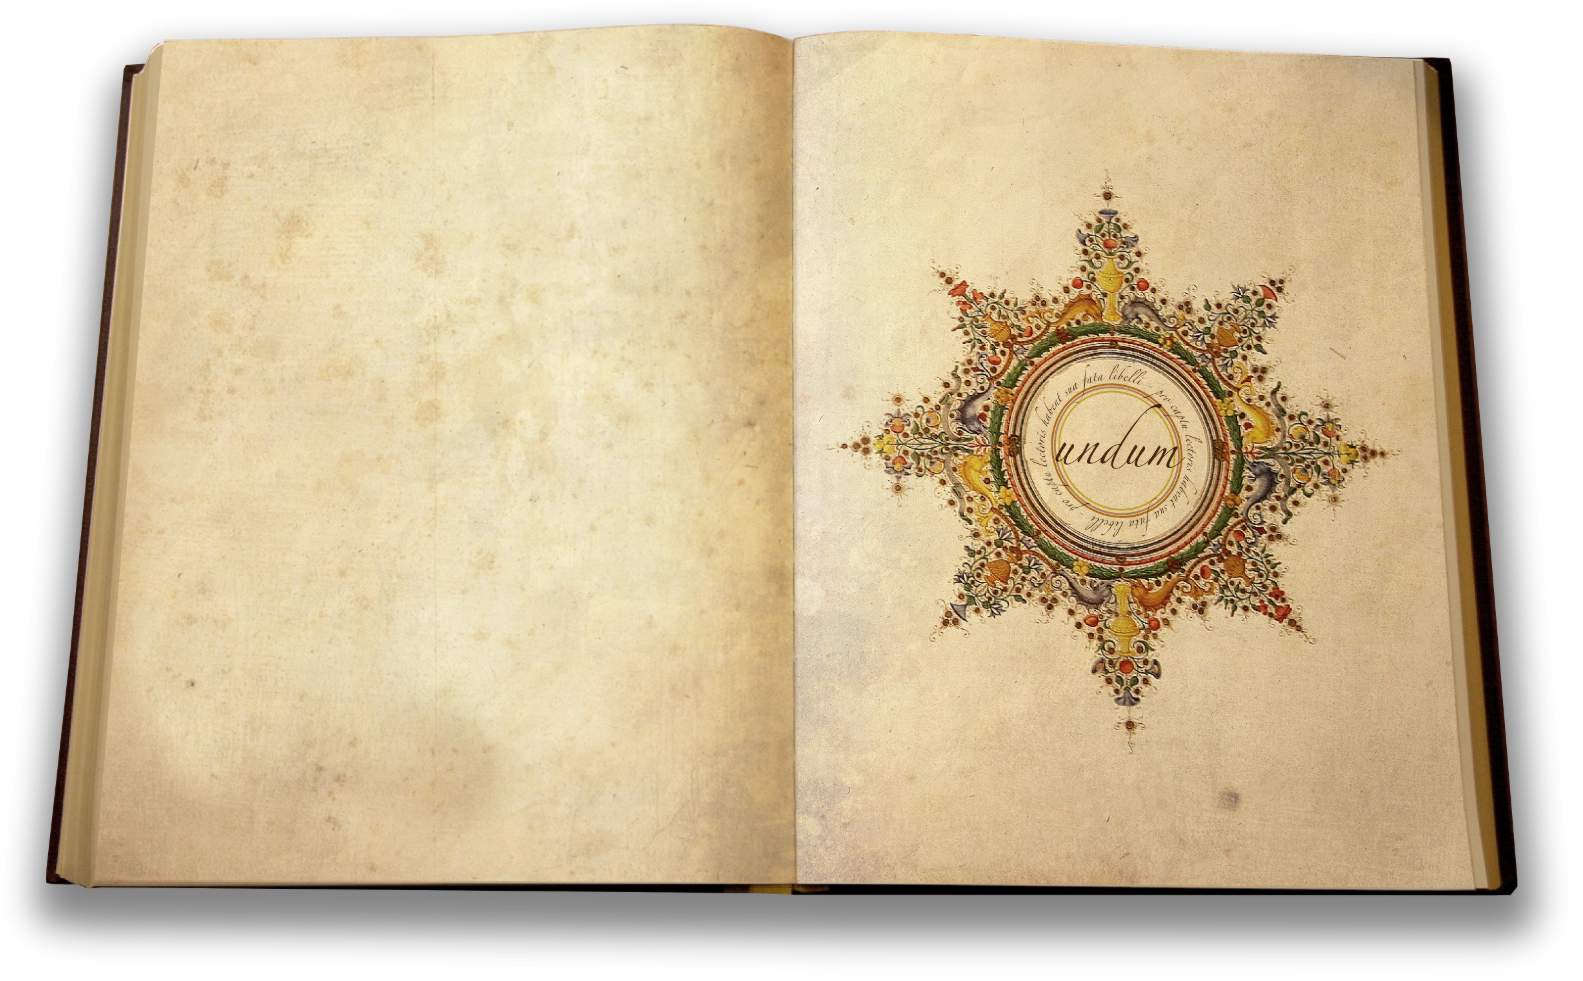 undum
pro captu lectoris habent sua fata libelli - pro captu lectoris habent sua fata libelli -